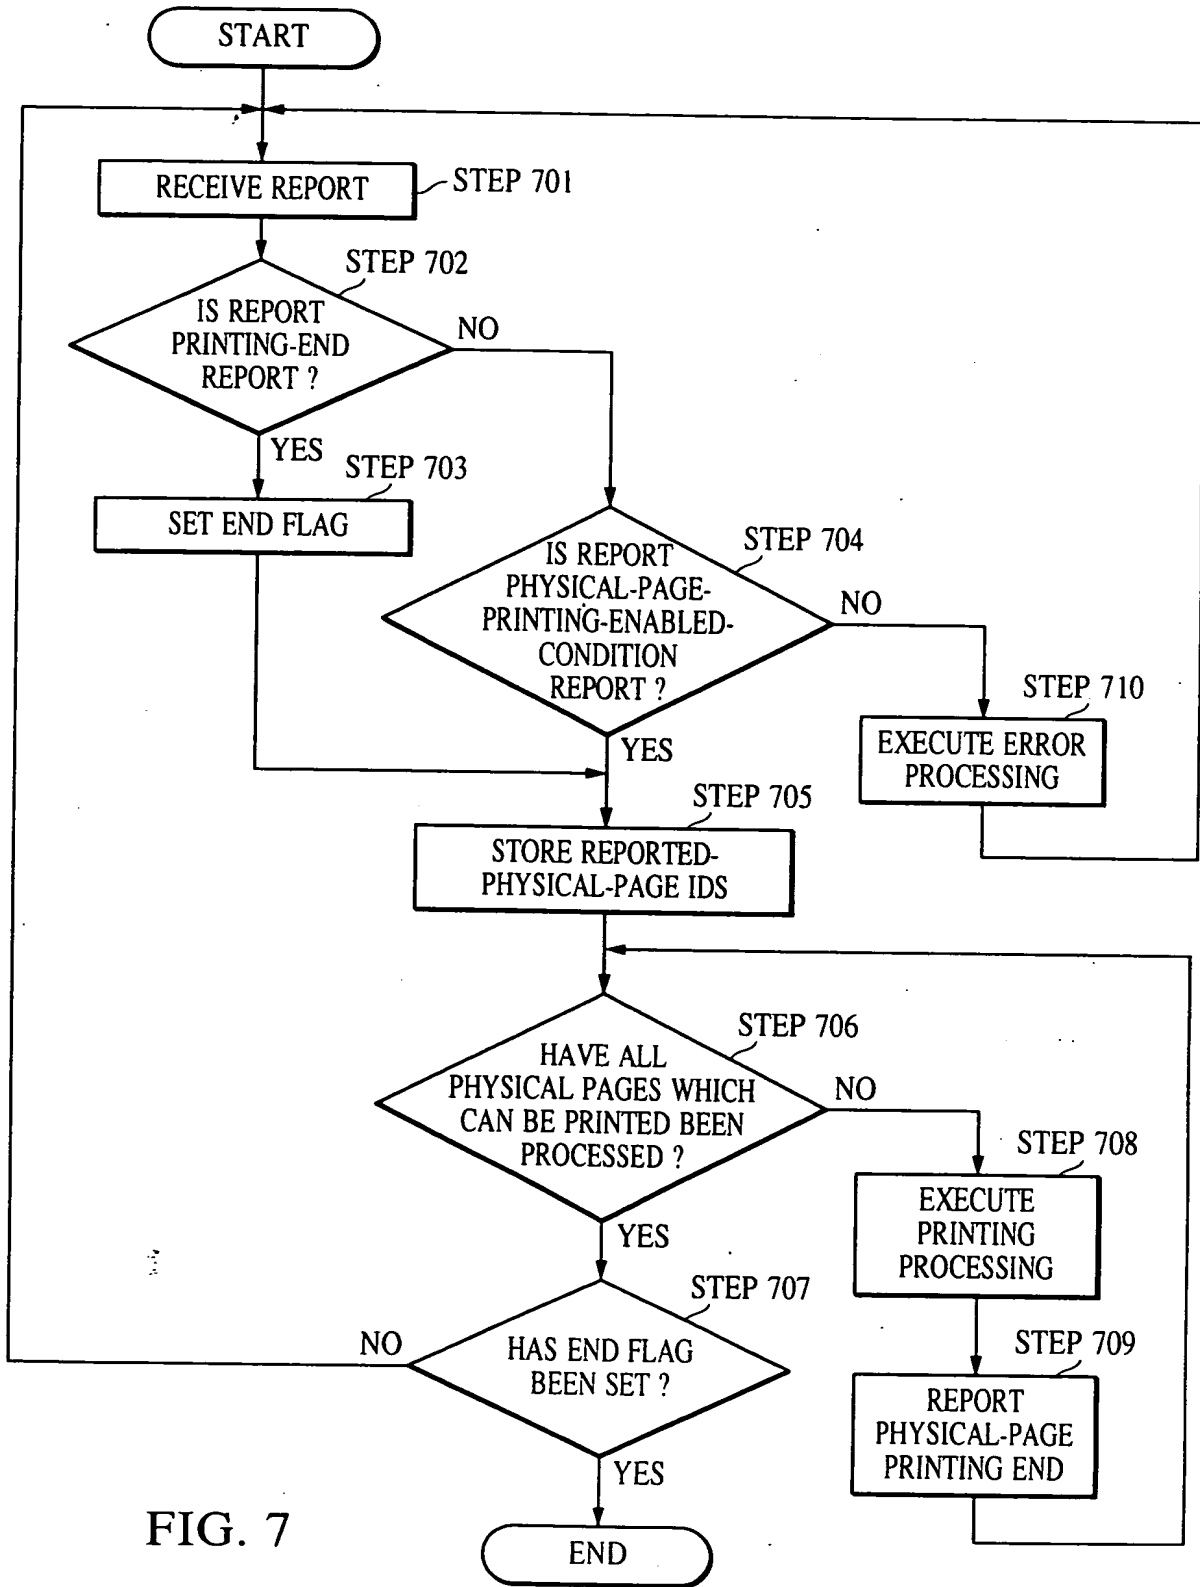 START
RECEIVE REPORT
STEP 701
STEP 702
IS REPORT
PRINTING-END
REPORT ?
NO
YES
STEP 703
SET END FLAG
STEP 704
IS REPORT
PHYSICAL-PAGE-
PRINTING-ENABLED-
CONDITION
REPORT ?
NO
YES
STEP 710
EXECUTE ERROR
PROCESSING
STEP 705
STORE REPORTED-
PHYSICAL-PAGE IDS
STEP 706
HAVE ALL
PHYSICAL PAGES WHICH
CAN BE PRINTED BEEN
PROCESSED ?
NO
YES
STEP 708
EXECUTE
PRINTING
PROCESSING
STEP 707
HAS END FLAG
BEEN SET ?
NO
YES
STEP 709
REPORT
PHYSICAL-PAGE
PRINTING END
END
FIG. 7